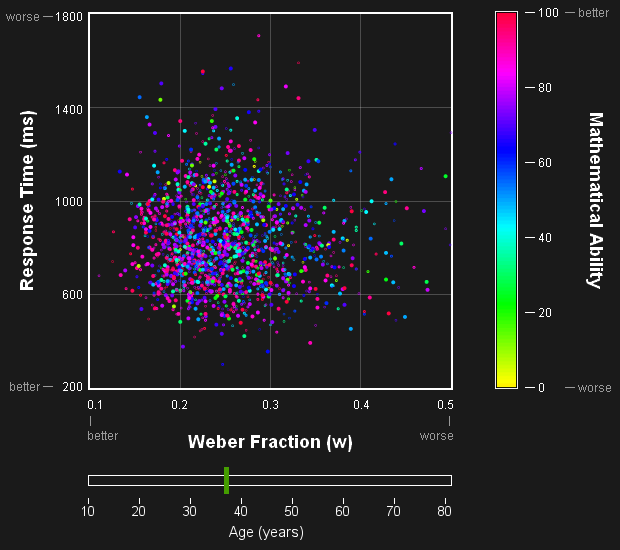 worse
1800
1400
1000
600
better
200
Response Time (ms)
0.1
0.2
0.3
0.4
0.5
better
worse
Weber Fraction (w)
10
20
30
40
50
60
70
80
Age (years)
100
better
80
60
40
20
0
worse
Mathematical Ability